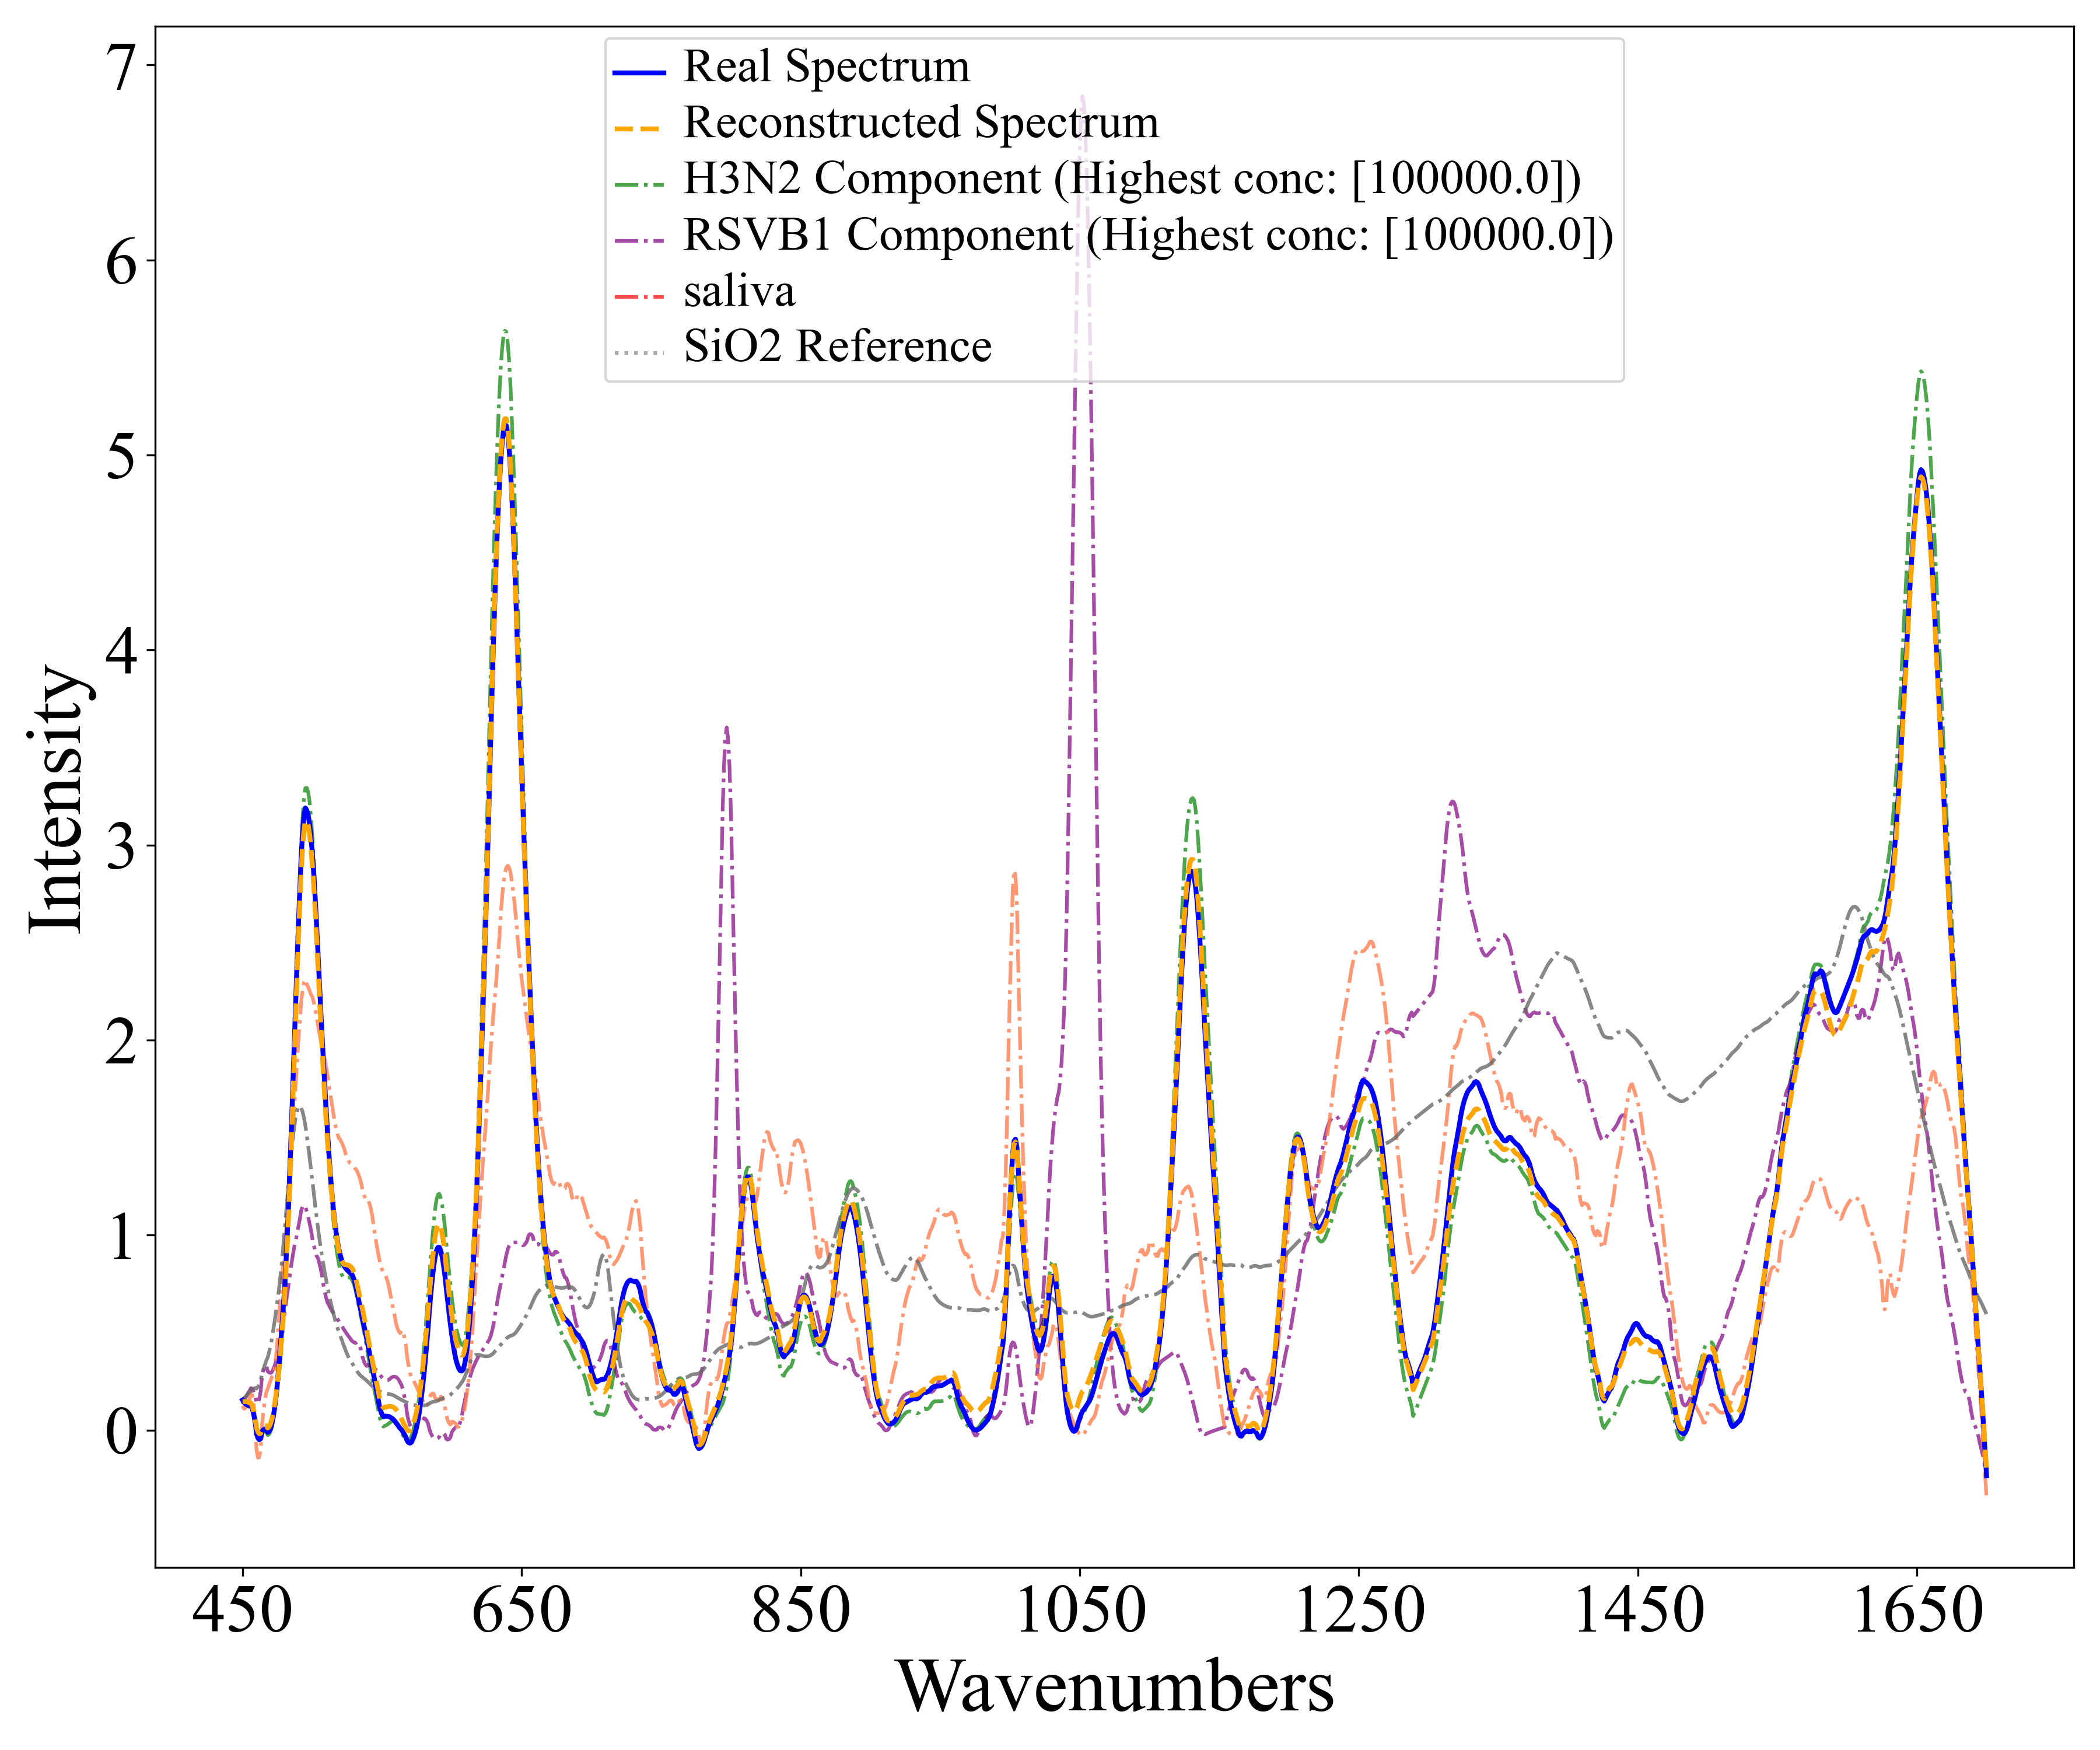 Real Spectrum
Reconstructed Spectrum
H3N2 Component (Highest conc: [100000.0])
RSVB1 Component (Highest conc: [100000.0])
saliva
SiO2 Reference
Intensity
7
6
5
4
3
2
1
0
450 650 850 1050 1250 1450 1650
Wavenumbers